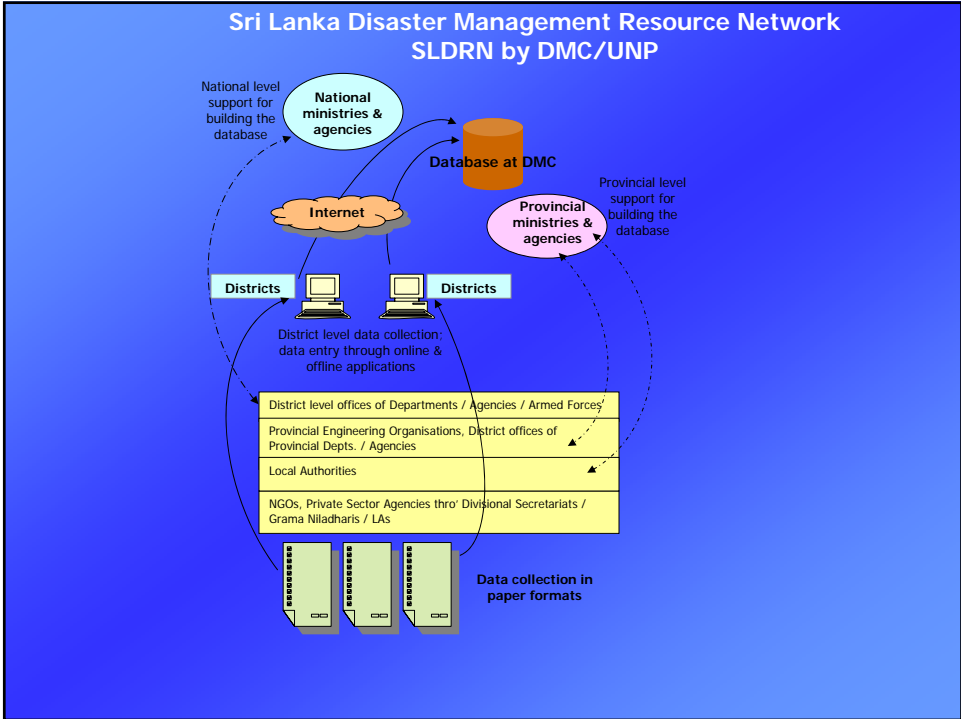 Sri Lanka Disaster Management Resource Network
SLDRN by DMC/UNP
National level
support for
building the
database
National
ministries &
agencies
Database at DMC
Provincial level
support for
building the
database
Internet
Provincial
ministries &
agencies
Districts
Districts
District level data collection;
data entry through online &
offline applications
District level offices of Departments / Agencies / Armed Forces
Provincial Engineering Organisations, District offices of
Provincial Depts. / Agencies
Local Authorities
NGOs, Private Sector Agencies thro' Divisional Secretariats /
Grama Niladharis / LAs
Data collection in
paper formats